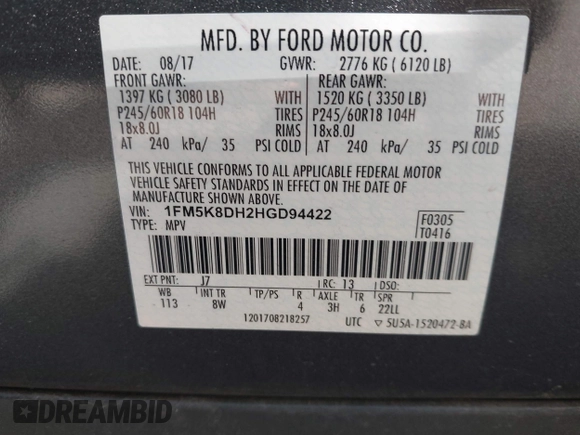 MFD. BY FORD MOTOR CO.
DATE: 08/17 GVWR: 2776 KG ( 6120 LB)
FRONT GAWR: REAR GAWR:
1397 KG ( 3080 LB) WITH 1520 KG ( 3350 LB) WITH
P245/60R18 104H TIRES P245/60R18 104H TIRES
18x8.0J RIMS 18x8.0J RIMS
AT 240 kPa/ 35 PSI COLD AT 240 kPa/ 35 PSI COLD
THIS VEHICLE CONFORMS TO ALL APPLICABLE FEDERAL MOTOR
VEHICLE SAFETY STANDARDS IN EFFECT ON THE DATE OF
MANUFACTURE SHOWN ABOVE.
VIN: 1FM5K8DH2HGD94422 F0305
TYPE: MPV T0416
EXT PNT: J7 RC: 13 DSO:
WB INT TR TP/PS R AXLE TR SPR
113 8W 4 3H 6 22LL
1201708218257 UTC ▽ 5U5A-1520472-8A
DREAMBID